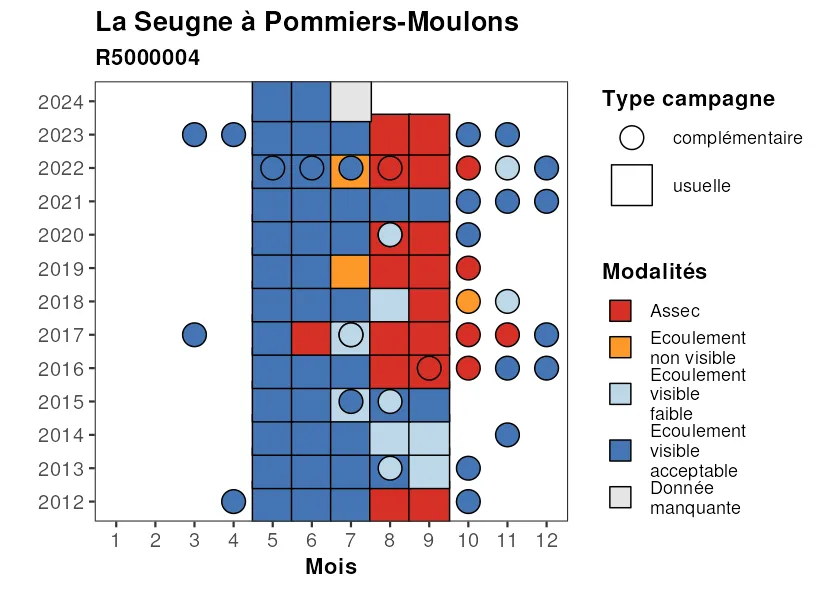 La Seugne à Pommiers-Moulons
R5000004
2024
2023
2022
2021
2020
2019
2018
2017
2016
2015
2014
2013
2012
1 2 3 4 5 6 7 8 9 10 11 12
Mois
Type campagne
complémentaire
usuelle
Modalités
Assec
Ecoulement
non visible
Ecoulement
visible
faible
Ecoulement
visible
acceptable
Donnée
manquante